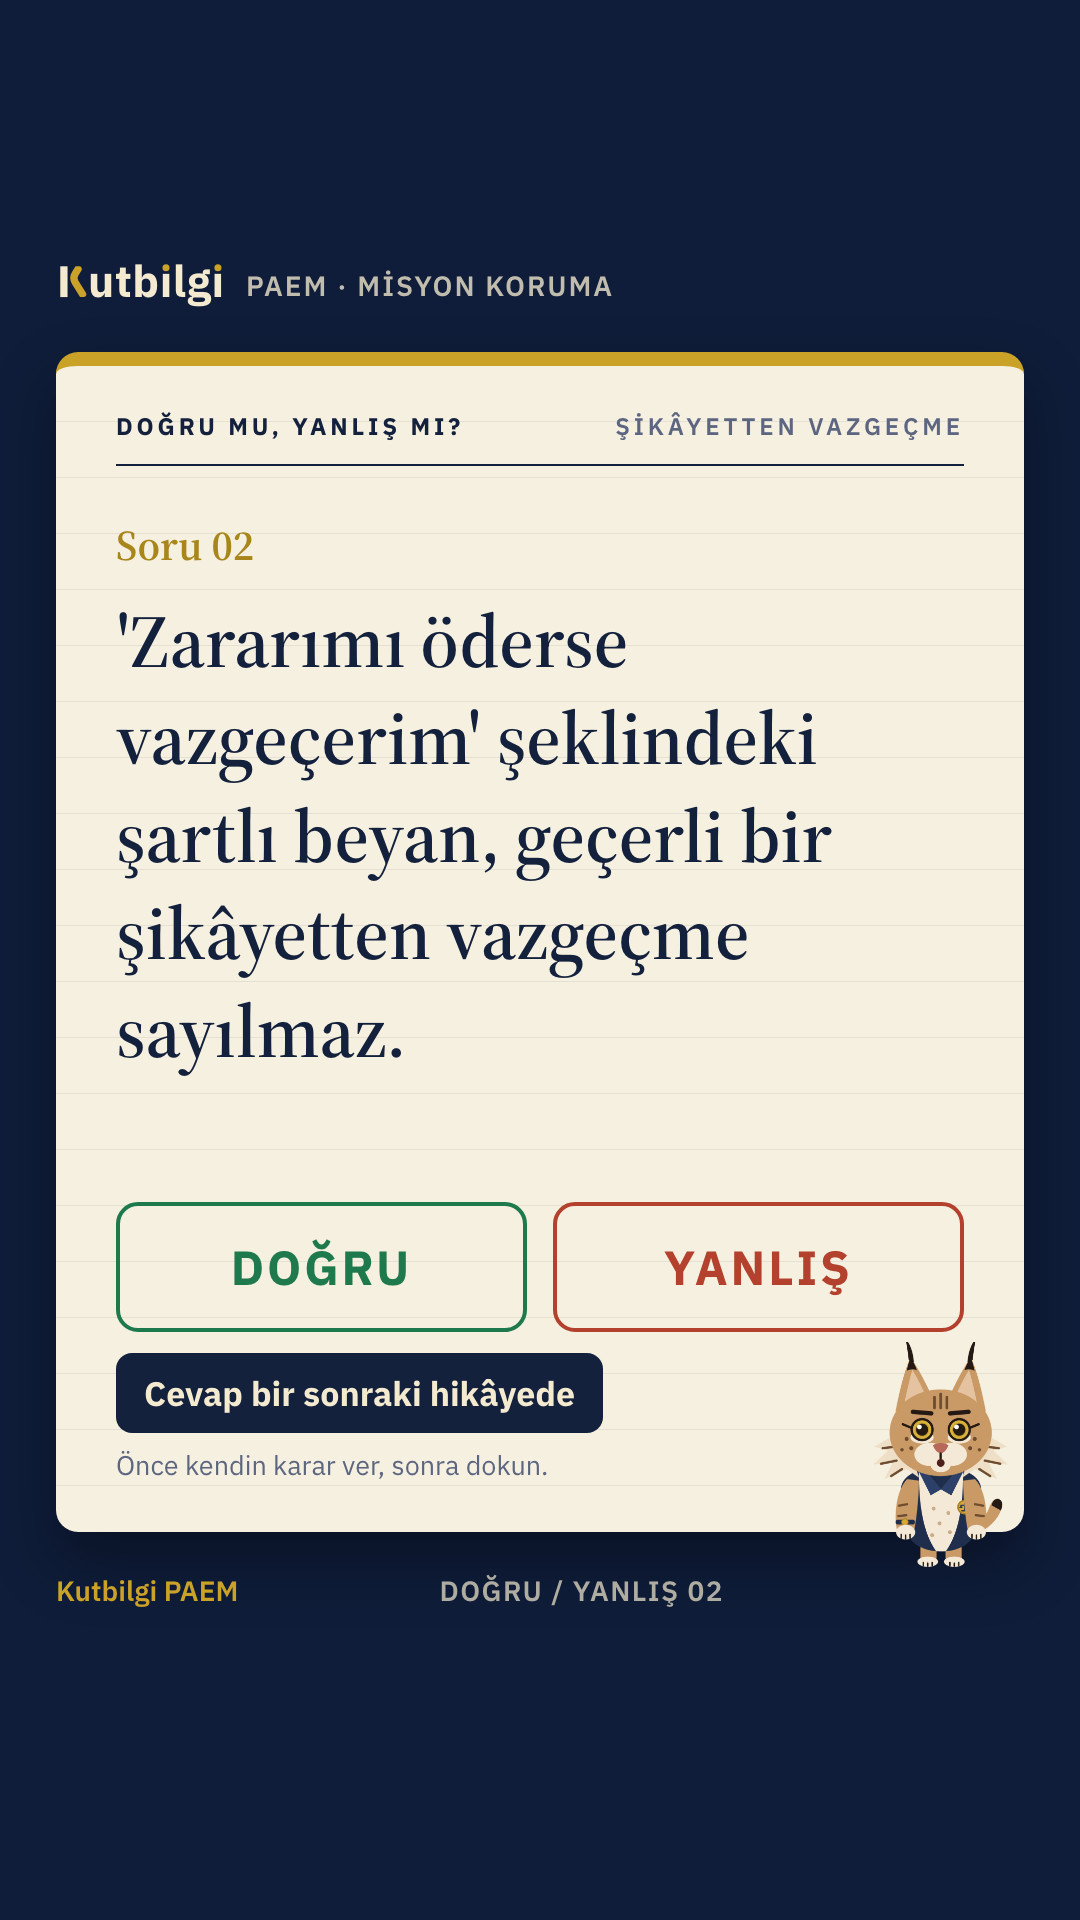 Kutbilgi PAEM · MİSYON KORUMA
DOĞRU MU, YANLIŞ MI? ŞİKÂYETTEN VAZGEÇME
Soru 02
'Zararımı öderse
vazgeçerim' şeklindeki
şartlı beyan, geçerli bir
şikâyetten vazgeçme
sayılmaz.
DOĞRU YANLIŞ
Cevap bir sonraki hikâyede
Önce kendin karar ver, sonra dokun.
Kutbilgi PAEM DOĞRU / YANLIŞ 02